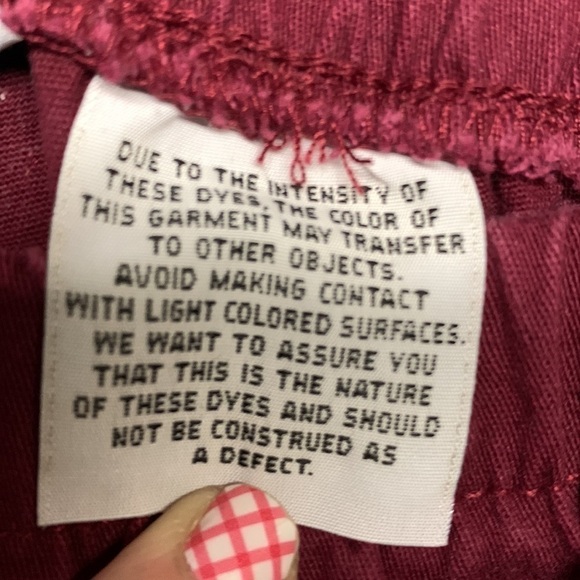 DUE TO THE INTENSITY OF
THESE DYES, THE COLOR OF
THIS GARMENT MAY TRANSFER
TO OTHER OBJECTS.
AVOID MAKING CONTACT
WITH LIGHT COLORED SURFACES.
WE WANT TO ASSURE YOU
THAT THIS IS THE NATURE
OF THESE DYES AND SHOULD
NOT BE CONSTRUED AS
A DEFECT.